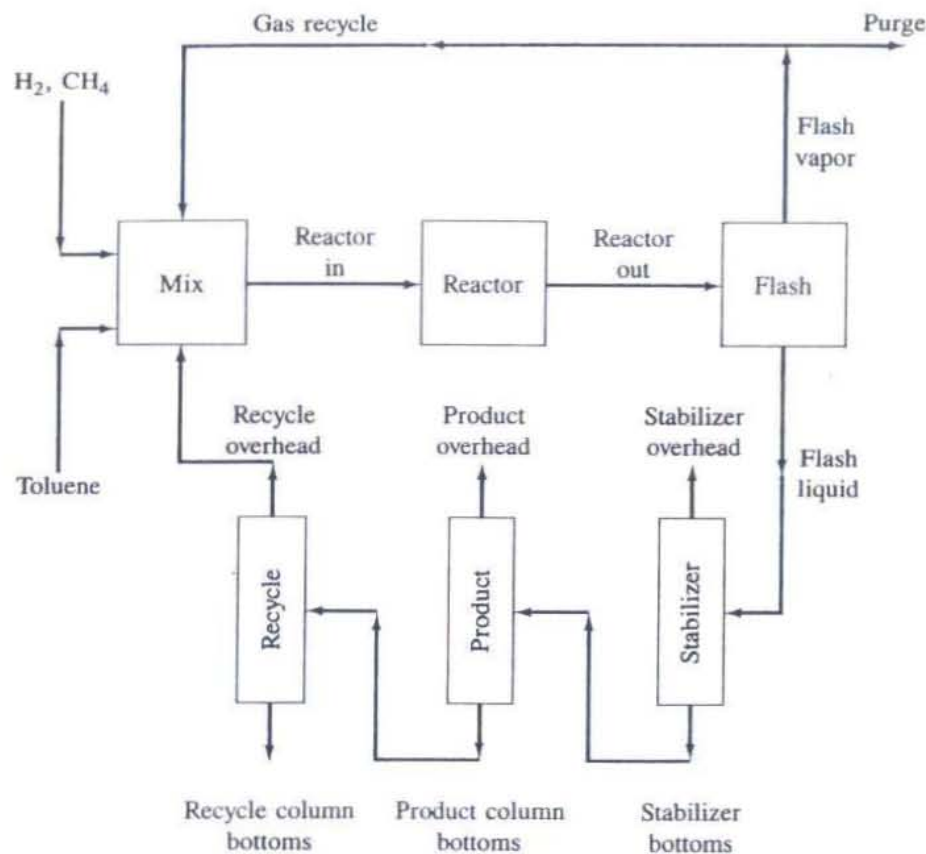 Gas recycle
Purge
H₂, CH₄
Flash
vapor
Reactor
in
Reactor
out
Mix
Reactor
Flash
Recycle
overhead
Product
overhead
Stabilizer
overhead
Flash
liquid
Toluene
Recycle
Product
Stabilizer
Recycle column
bottoms
Product column
bottoms
Stabilizer
bottoms